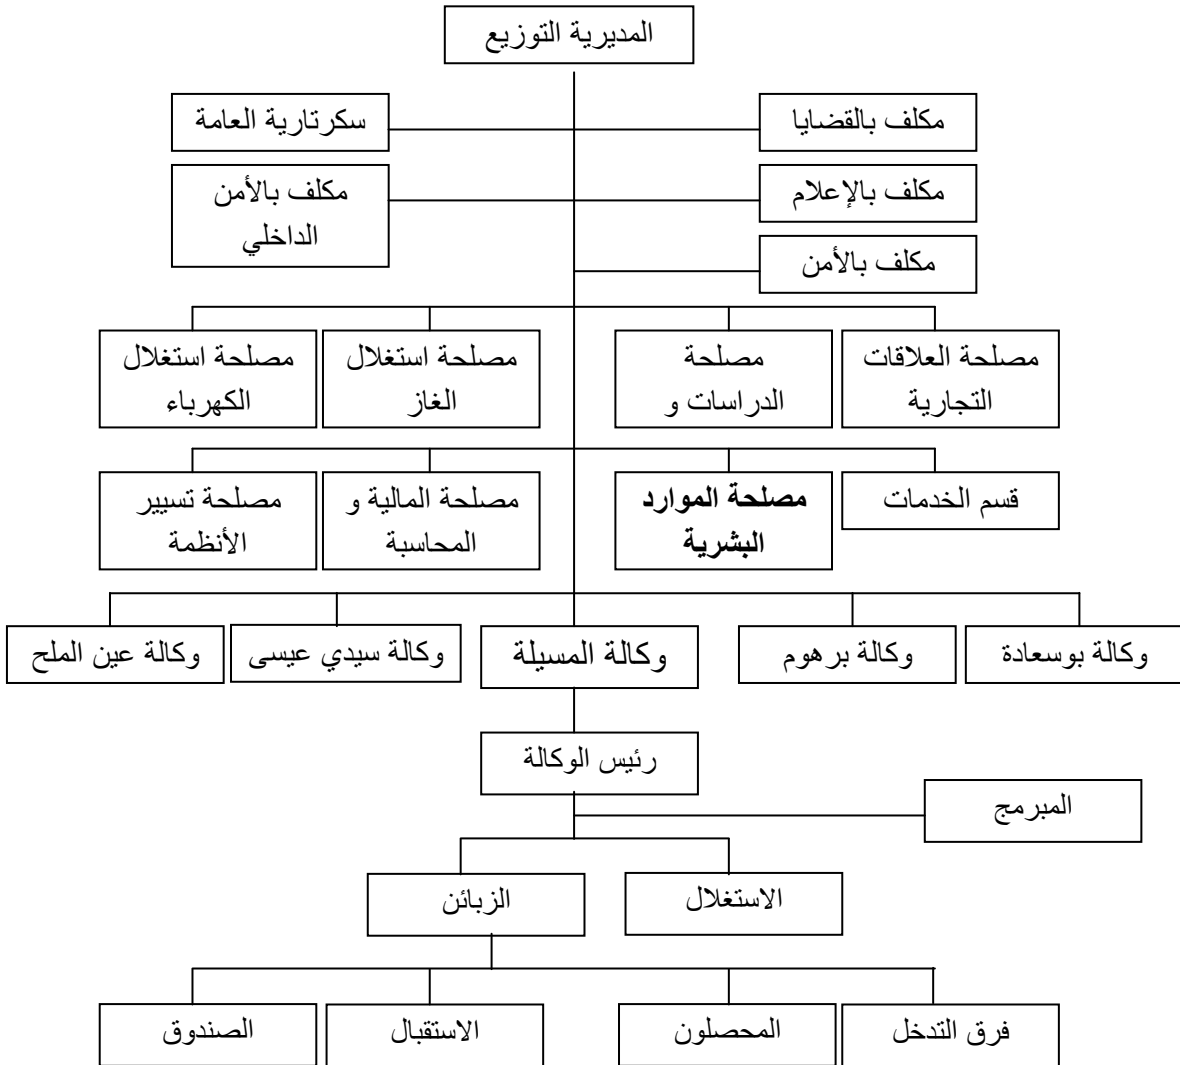 المديرية التوزيع
مكلف بالقضايا
سكرتارية العامة
مكلف بالإعلام
مكلف بالأمن
الداخلي
مكلف بالأمن
مصلحة العلاقات
التجارية
مصلحة
الدراسات و
مصلحة استغلال
الغاز
مصلحة استغلال
الكهرباء
قسم الخدمات
مصلحة الموارد
البشرية
مصلحة المالية و
المحاسبة
مصلحة تسيير
الأنظمة
وكالة بوسعادة
وكالة برهوم
وكالة المسيلة
وكالة سيدي عيسى
وكالة عين الملح
رئيس الوكالة
المبرمج
الاستغلال
الزبائن
فرق التدخل
المحصلون
الاستقبال
الصندوق